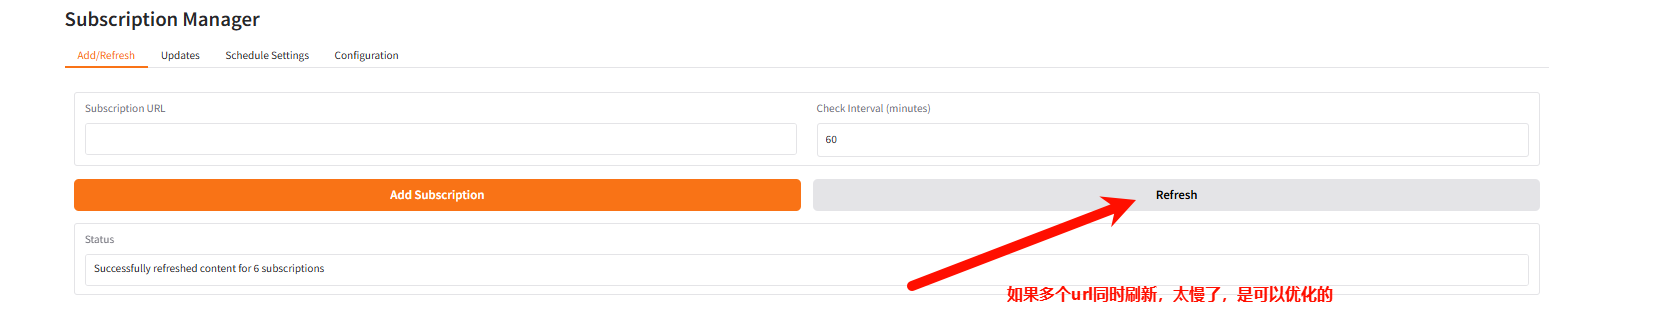 Subscription Manager
Add/Refresh Updates Schedule Settings Configuration
Subscription URL
Check Interval (minutes)
60
Add Subscription
Refresh
Status
Successfully refreshed content for 6 subscriptions
如果多个url同时刷新，太慢了，是可以优化的